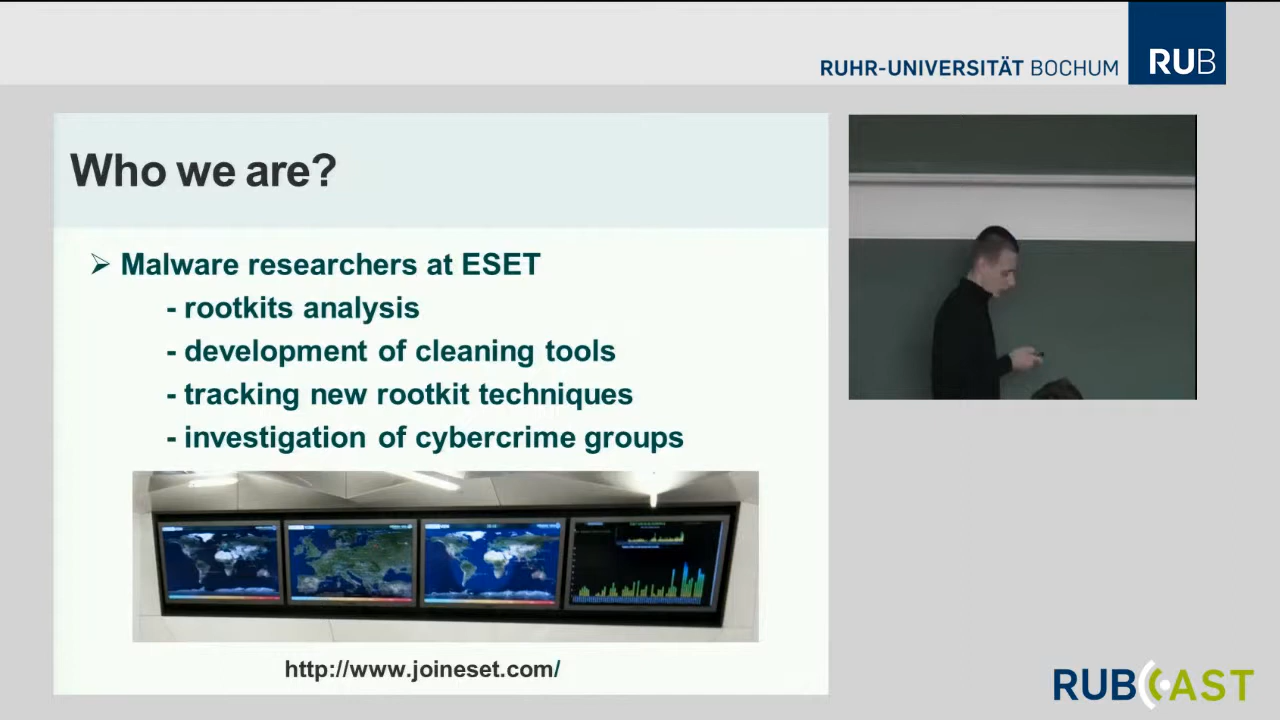 RUHR-UNIVERSITÄT BOCHUM
RUB
Who we are?
➢ Malware researchers at ESET
- rootkits analysis
- development of cleaning tools
- tracking new rootkit techniques
- investigation of cybercrime groups
http://www.joineset.com/
RUBCAST